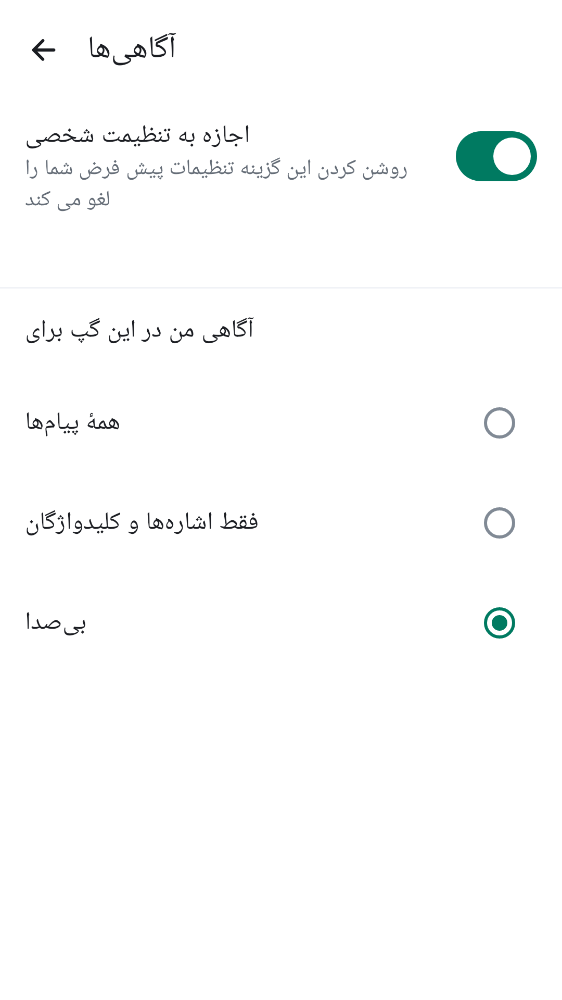 آگاهی‌ها
اجازه به تنظیمت شخصی
روشن کردن این گزینه تنظیمات پیش فرض شما را
لغو می کند
آگاهی من در این گپ برای
همهٔ پیام‌ها
فقط اشاره‌ها و کلیدواژگان
بی‌صدا